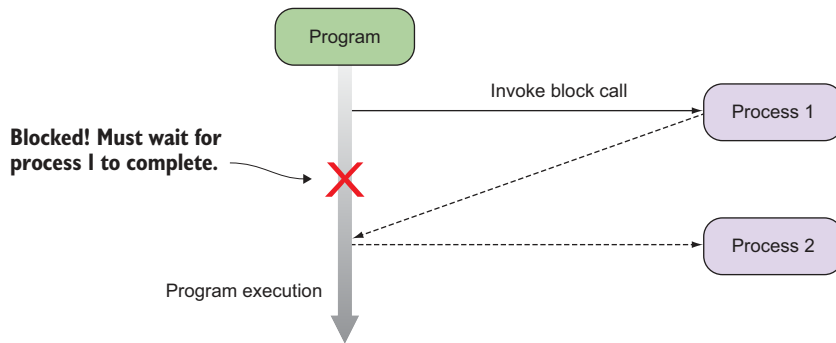 Program
Invoke block call
Process 1
Blocked! Must wait for
process 1 to complete.
Process 2
Program execution